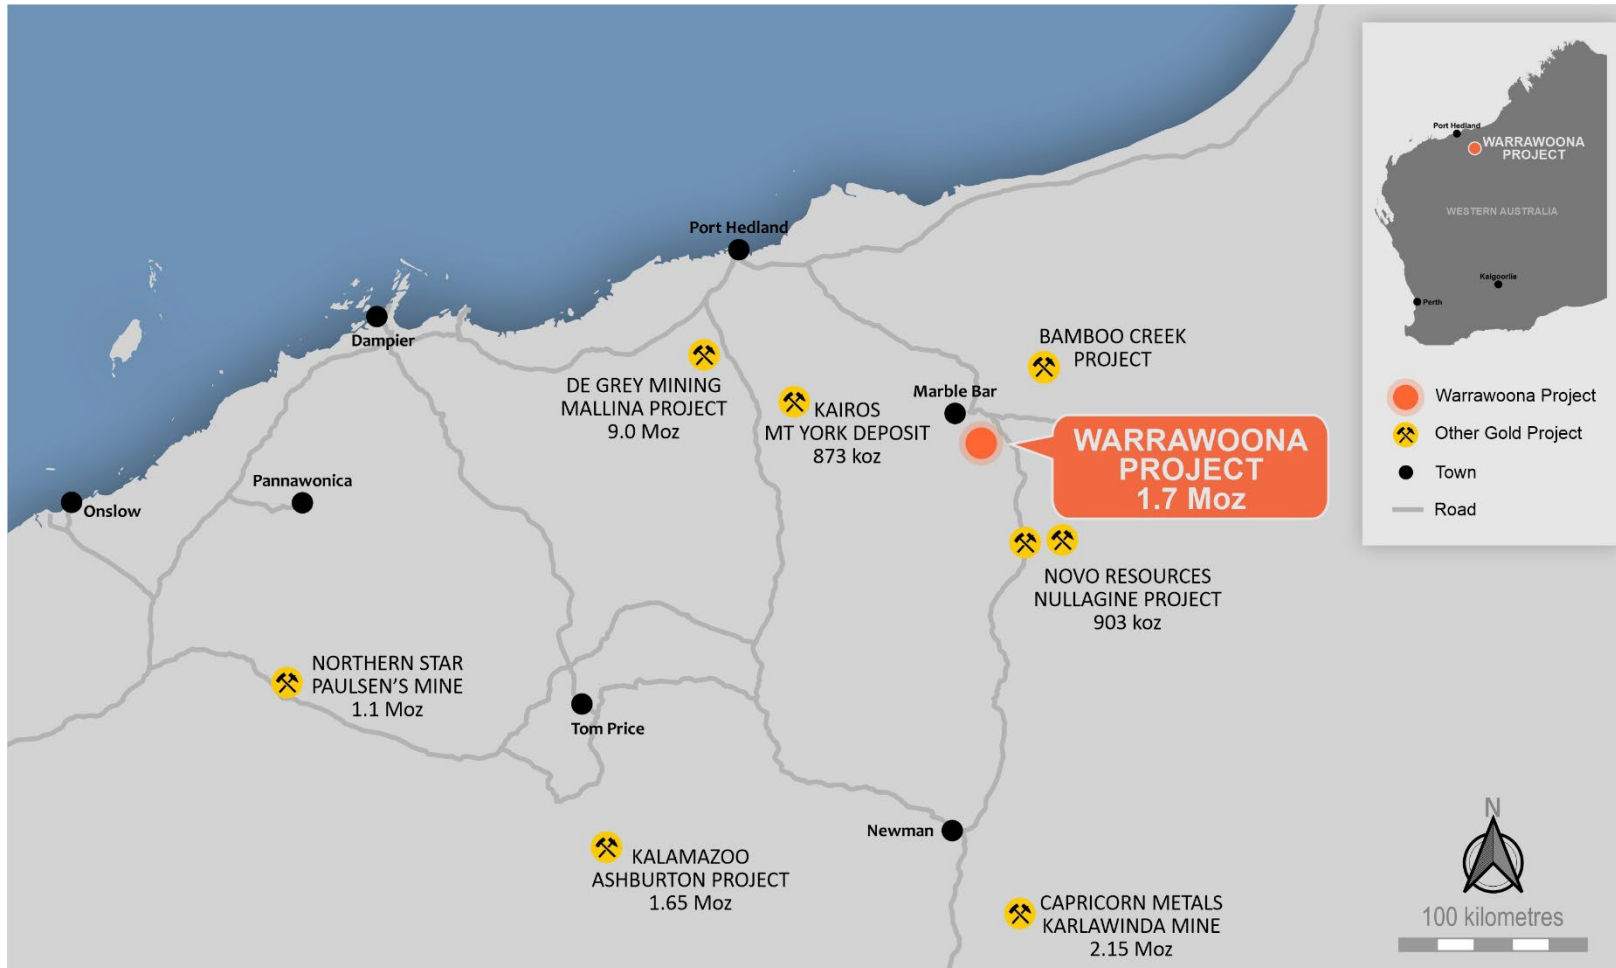 Port Hedland
Dampier
DE GREY MINING
MALLINA PROJECT
9.0 Moz
KAIROS
MT YORK DEPOSIT
873 koz
BAMBOO CREEK
PROJECT
Marble Bar
WARRAWOONA
PROJECT
1.7 Moz
Pannawonica
Onslow
NOVO RESOURCES
NULLAGINE PROJECT
903 koz
NORTHERN STAR
PAULSEN'S MINE
1.1 Moz
Tom Price
Newman
KALAMAZOO
ASHBURTON PROJECT
1.65 Moz
CAPRICORN METALS
KARLAWINDA MINE
2.15 Moz
Port Hedland
WARRAWOONA
PROJECT
WESTERN AUSTRALIA
Kalgoorlie
Perth
Warrawoona Project
Other Gold Project
Town
Road
N
100 kilometres